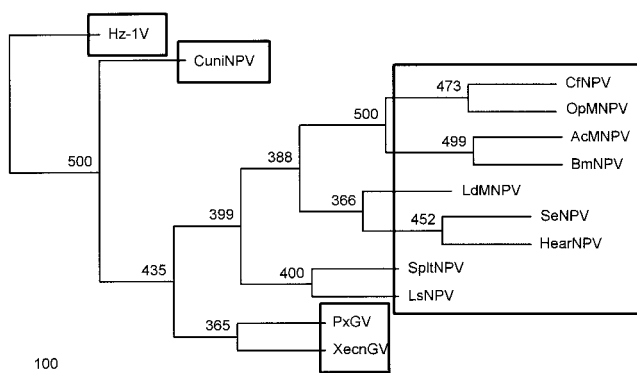 Hz-1V
CuniNPV
CfNPV
473
OpMNPV
500
AcMNPV
499
BmNPV
500
388
LdMNPV
366
SeNPV
452
HearNPV
399
SpltNPV
400
435
LsNPV
PxGV
365
XecnGV
100